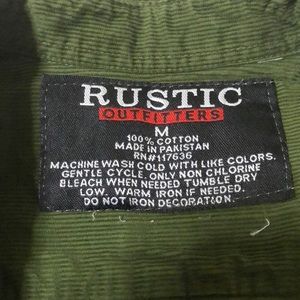 RUSTIC
OUTFITTERS
M
100% COTTON
MADE IN PAKISTAN
RN#117636
MACHINE WASH COLD WITH LIKE COLORS.
GENTLE CYCLE. ONLY NON CHLORINE
BLEACH WHEN NEEDED TUMBLE DRY
LOW. WARM IRON IF NEEDED.
DO NOT IRON DECORATION.